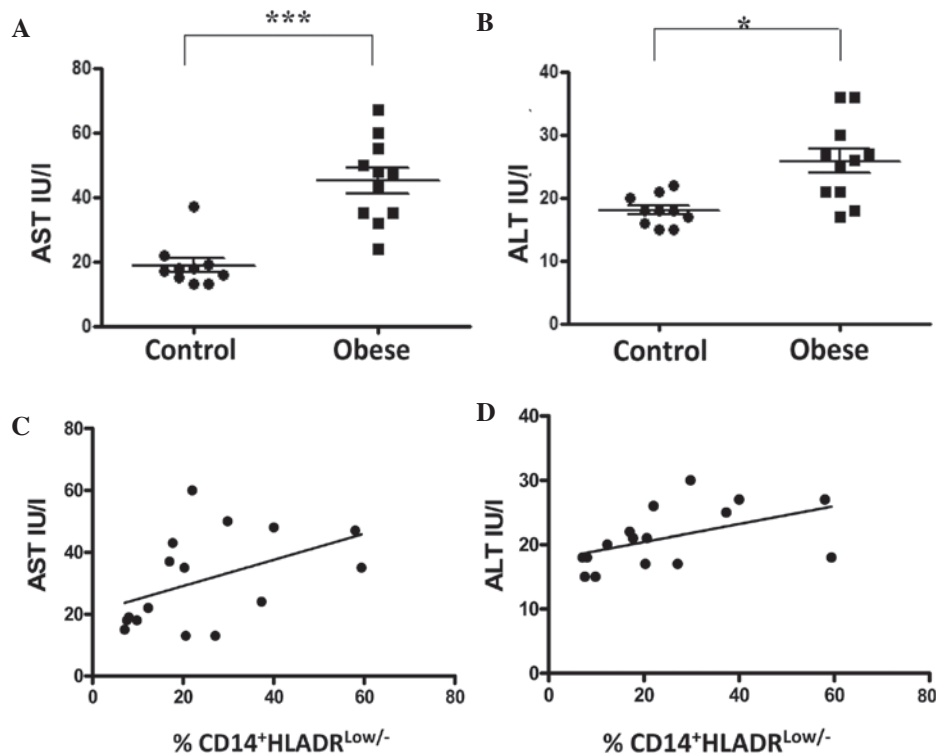 A
***
AST IU/I
80
60
40
20
0
Control Obese
B
*
ALT IU/I
40
30
20
10
0
Control Obese
C
AST IU/I
80
60
40
20
0
0 20 40 60 80
% CD14⁺HLADRᴸᵒʷ/⁻
D
ALT IU/I
40
30
20
10
0
0 20 40 60 80
% CD14⁺HLADRᴸᵒʷ/⁻